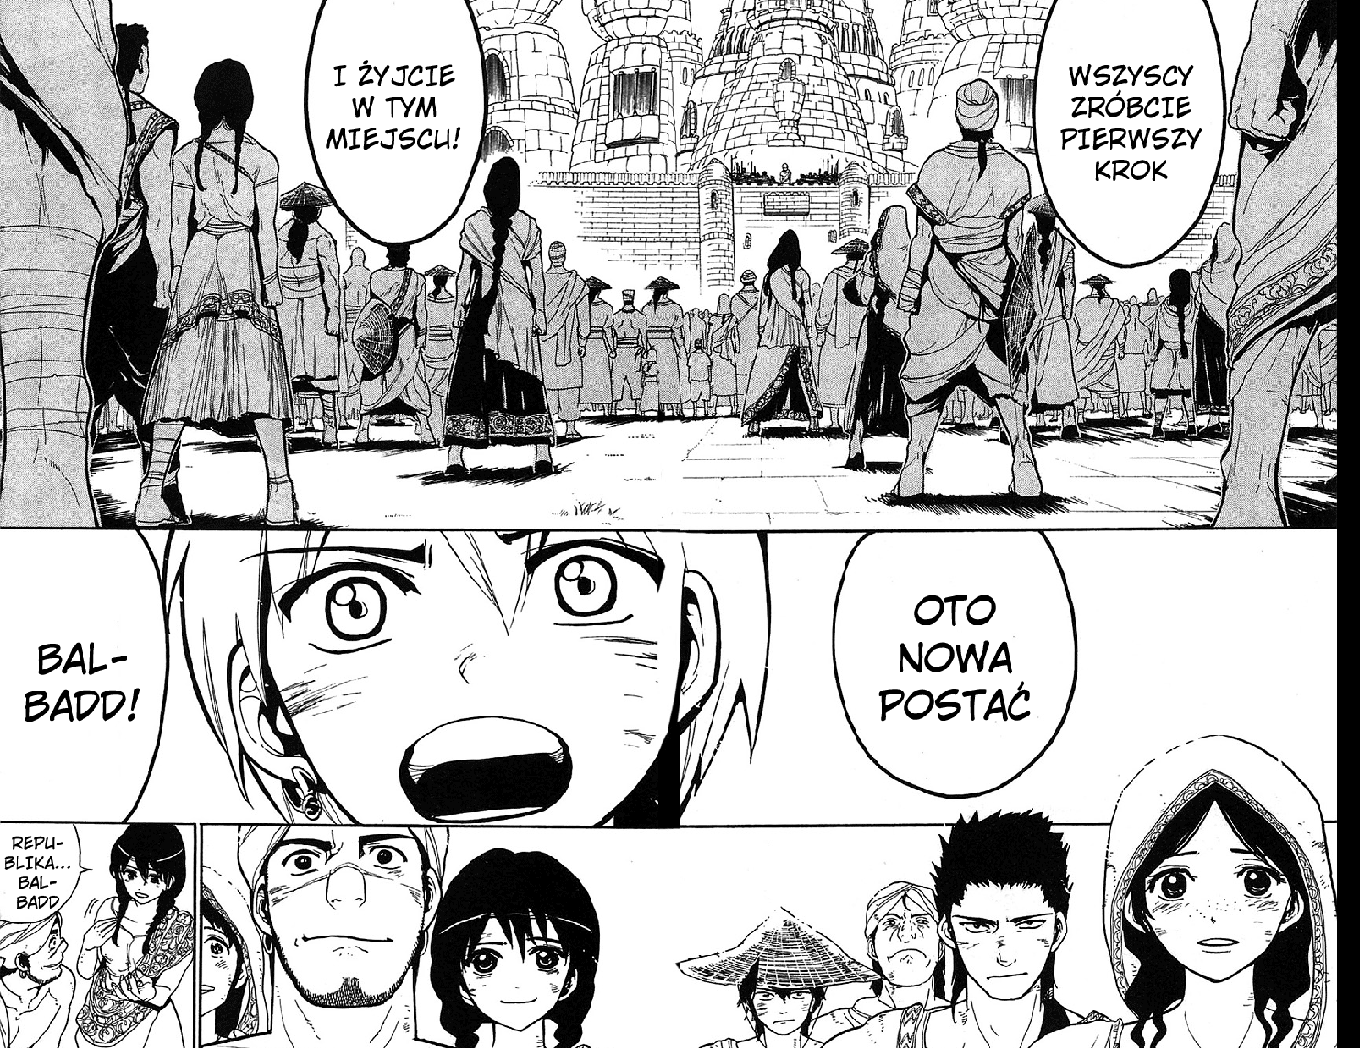 WSZYSCY
ZRÓBCIE
PIERWSZY
KROK
I ŻYJCIE
W TYM
MIEJSCU!
OTO
NOWA
POSTAĆ
BAL-
BADD!
REPU-
BLIKA...
BAL-
BADD